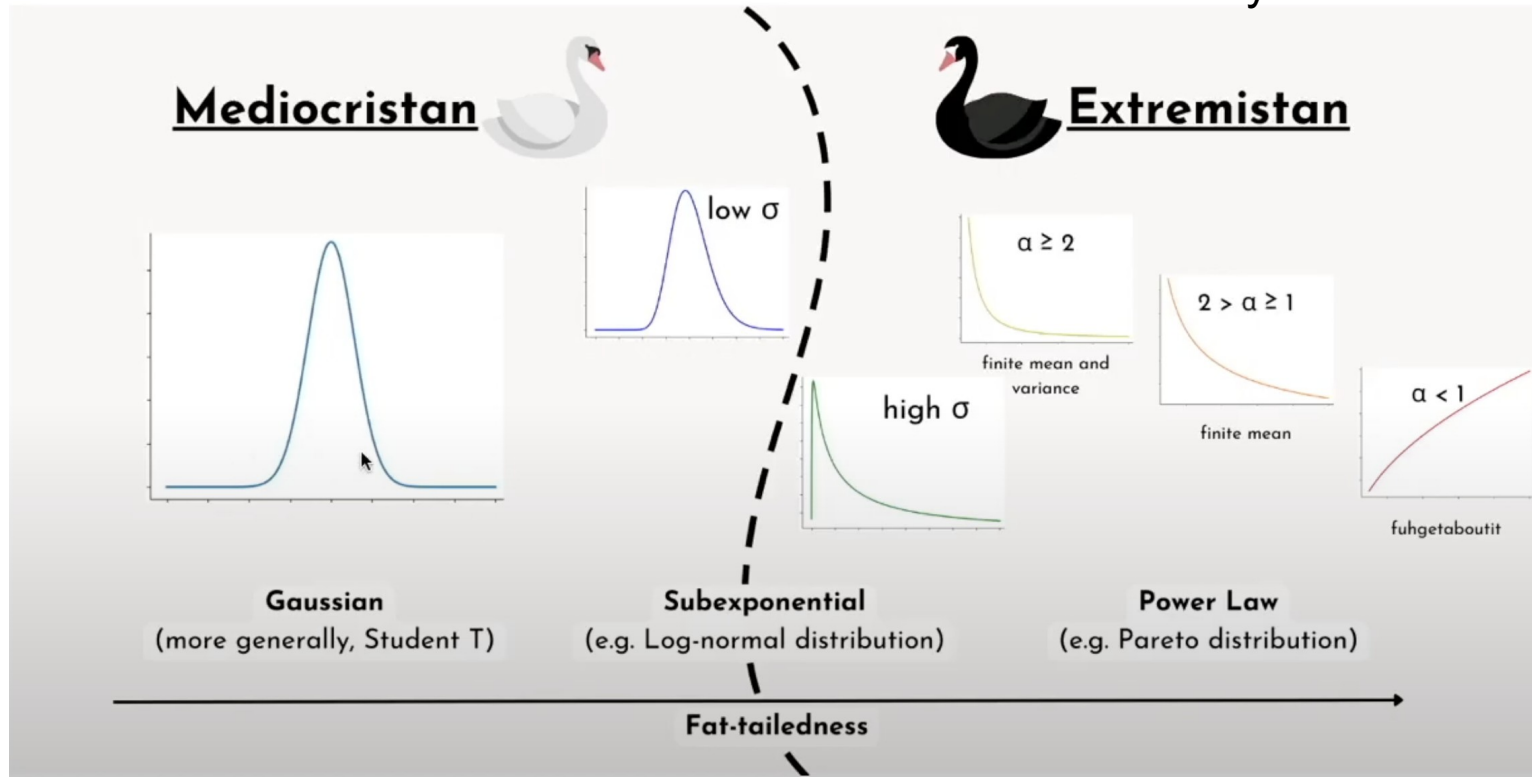 Mediocristan
Extremistan
low σ
α ≥ 2
finite mean and
variance
2 > α ≥ 1
finite mean
high σ
α < 1
fuhgetaboutit
Gaussian
(more generally, Student T)
Subexponential
(e.g. Log-normal distribution)
Power Law
(e.g. Pareto distribution)
Fat-tailedness